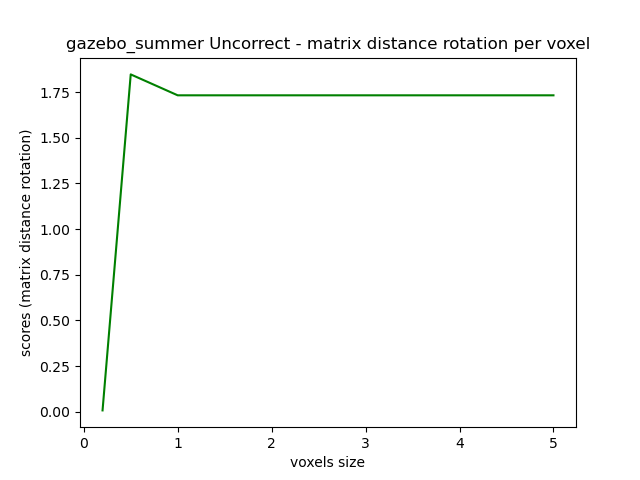 gazebo_summer Uncorrect - matrix distance rotation per voxel
scores (matrix distance rotation)
1.75
1.50
1.25
1.00
0.75
0.50
0.25
0.00
0 1 2 3 4 5
voxels size